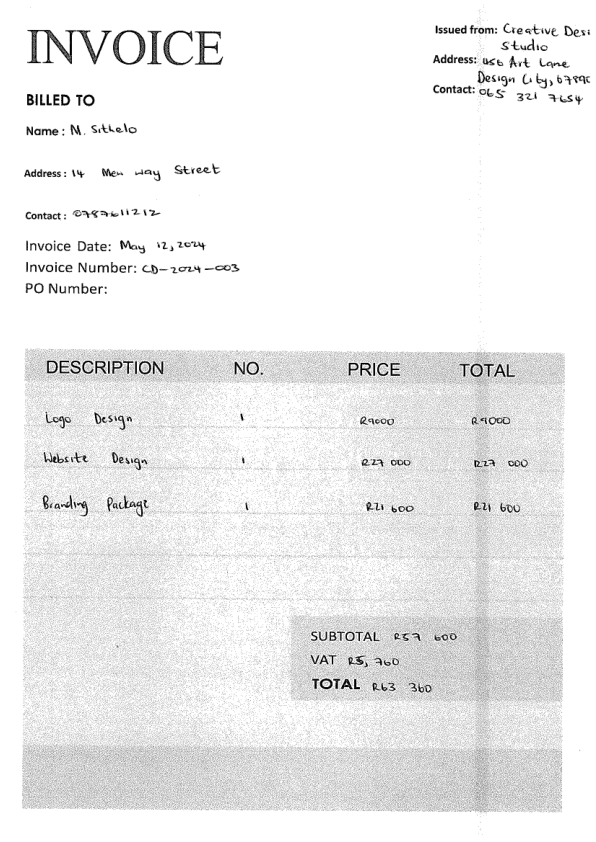 INVOICE
Issued from: Creative Desi
Studio
Address: 456 Art Lane
Design City, 6789
Contact: 065 321 7654
BILLED TO
Name: M. Sithelo
Address: 14 Men way Street
Contact: 0787611212
Invoice Date: May 12, 2024
Invoice Number: CD-2024-003
PO Number:
DESCRIPTION NO. PRICE TOTAL
Logo Design 1 R9000 R9000
Website Design 1 R27 000 R27 000
Branding Package 1 R21 600 R21 600
SUBTOTAL R57 600
VAT R5, 760
TOTAL R63 360